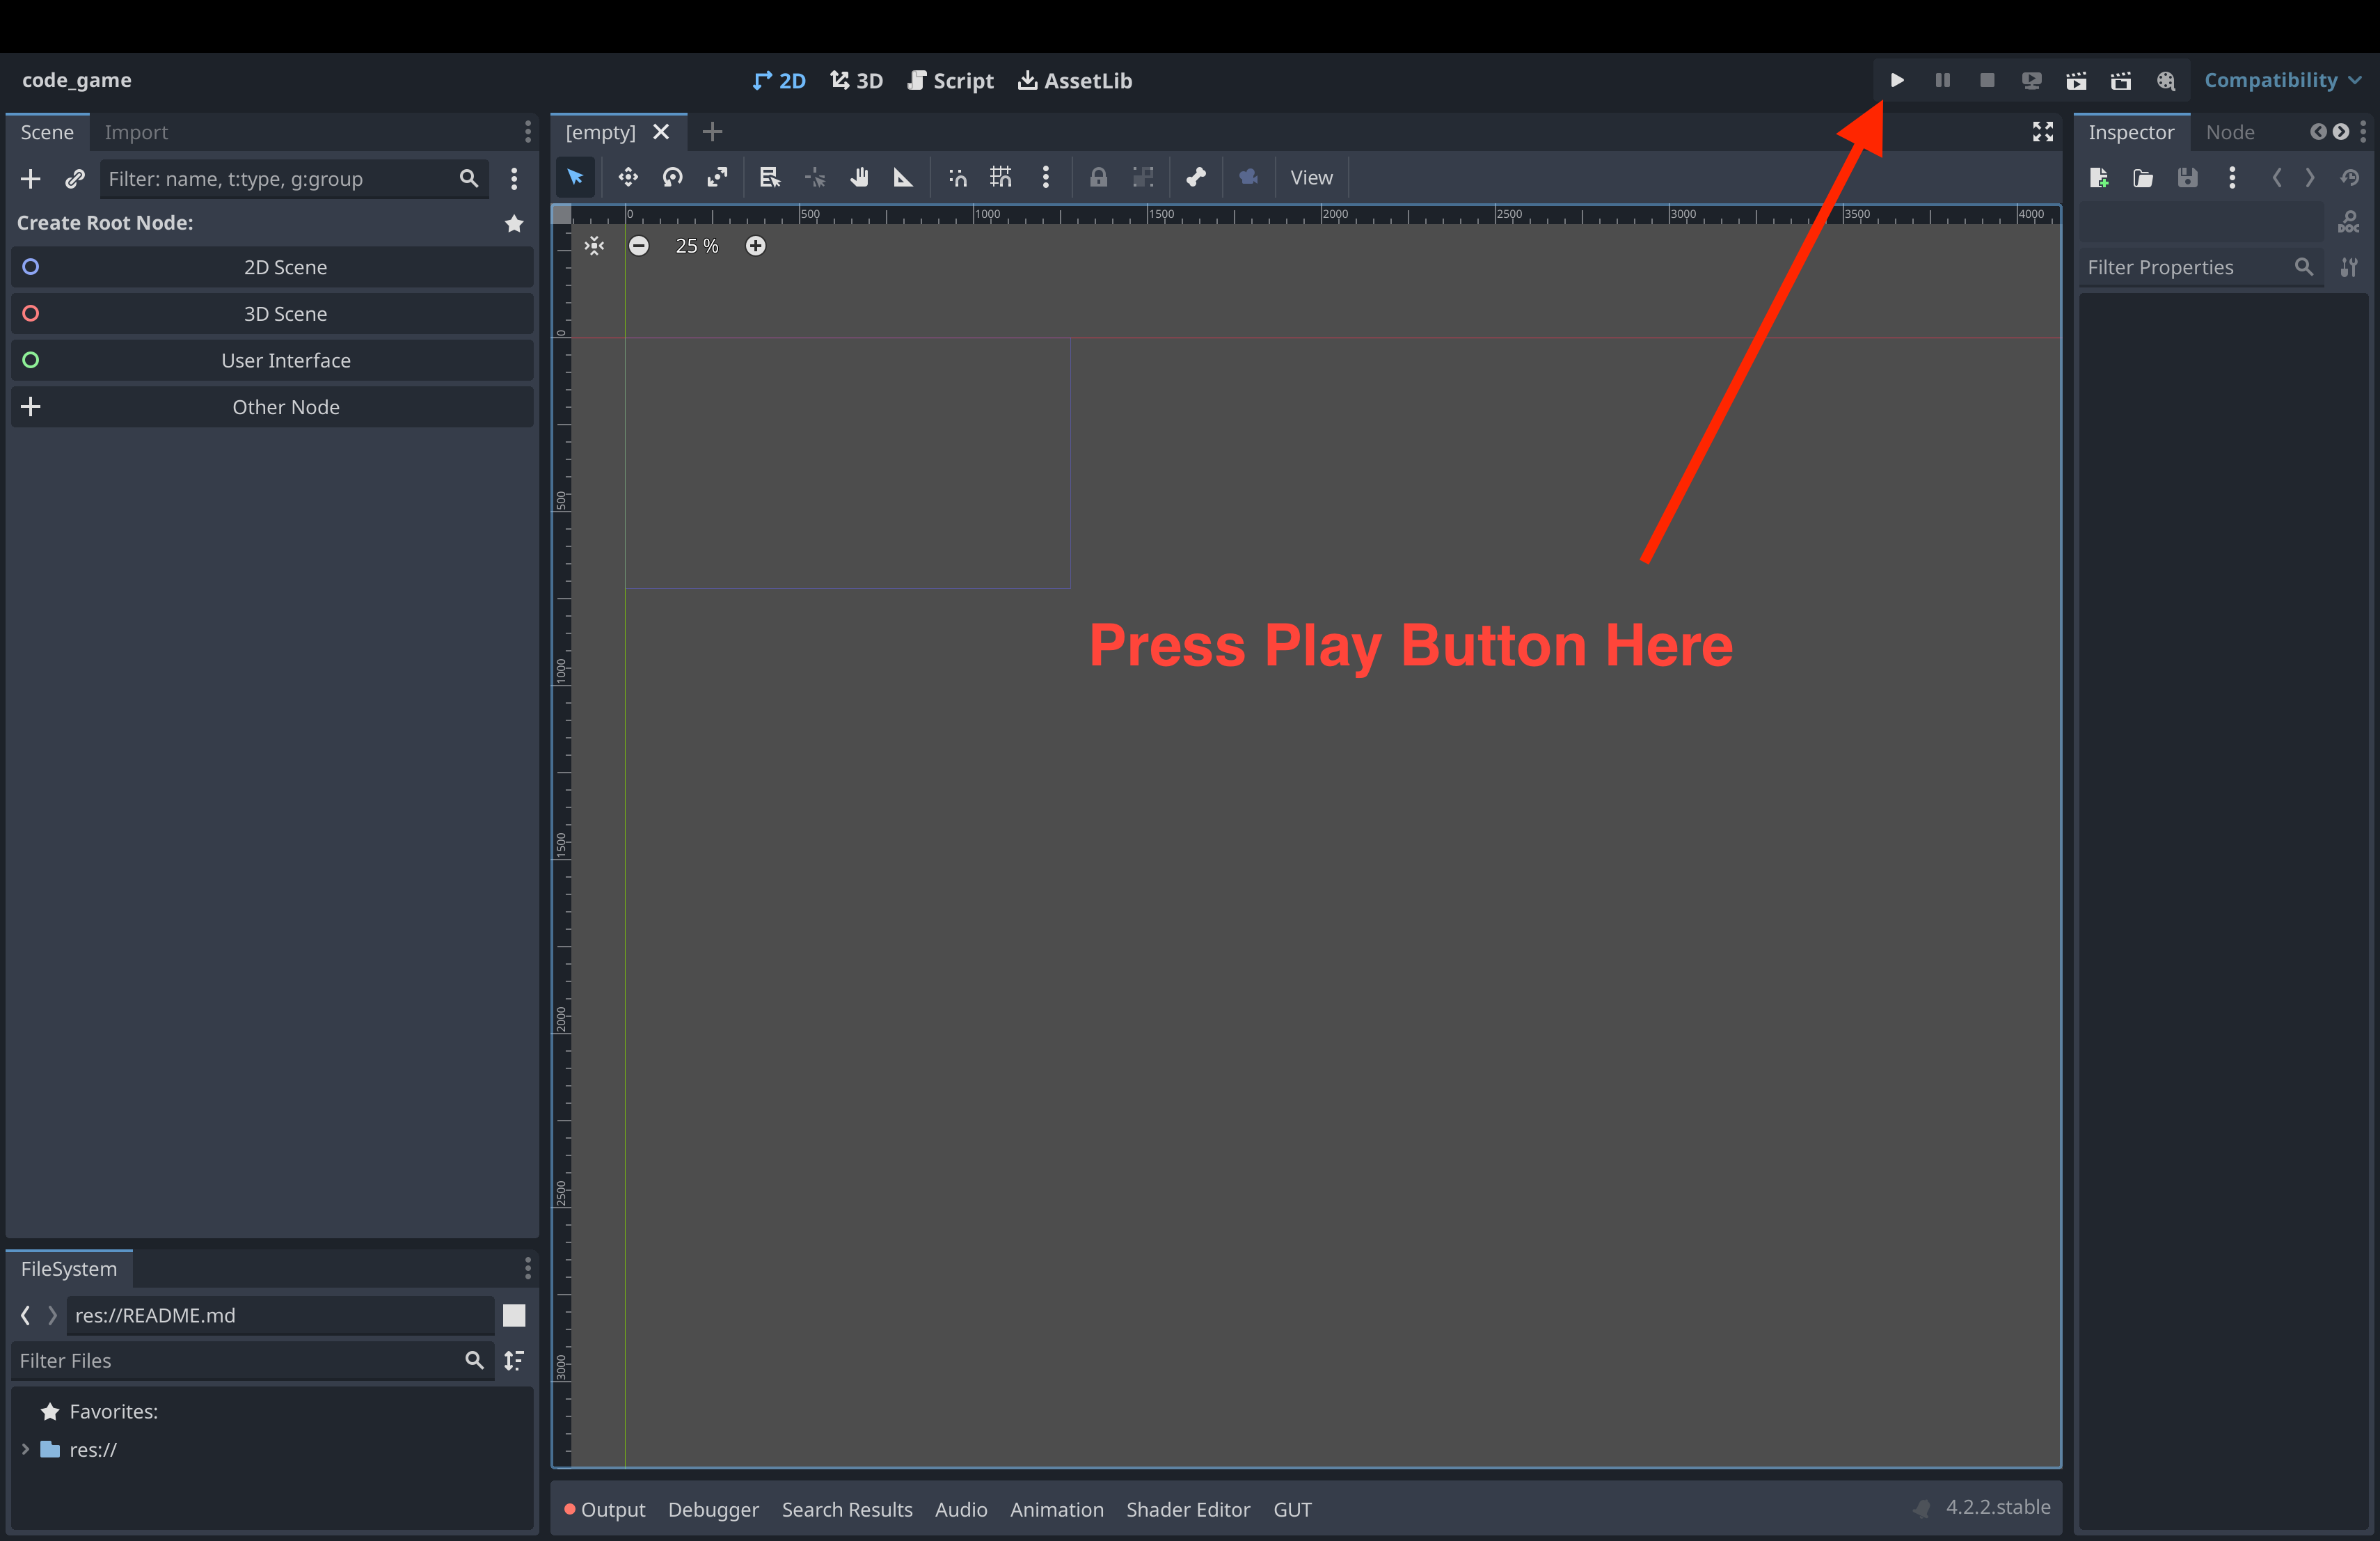 code_game
2D 3D Script AssetLib
Compatibility
Scene Import
[empty]
Inspector Node
Filter: name, t:type, g:group
View
Create Root Node:
0 500 1000 1500 2000 2500 3000 3500 4000
DOC
25 %
2D Scene
Filter Properties
3D Scene
User Interface
Other Node
0
500
1000
1500
2000
2500
3000
Press Play Button Here
FileSystem
res://README.md
Filter Files
Favorites:
res://
Output Debugger Search Results Audio Animation Shader Editor GUT
4.2.2.stable